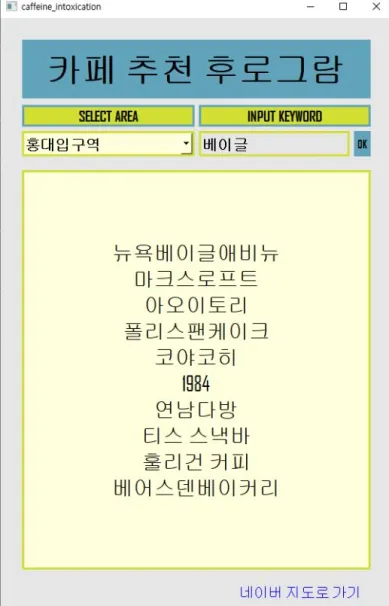 caffeine_intoxication
카페 추천 후로그람
SELECT AREA
INPUT KEYWORD
홍대입구역
베이글
OK
뉴욕베이글애비뉴
마크스로프트
아오이토리
폴리스팬케이크
코야코히
1984
연남다방
티스 스낵바
훌리건 커피
베어스덴베이커리
네이버 지도로 가기